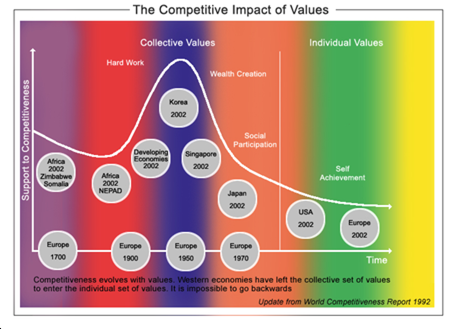 The Competitive Impact of Values
Collective Values
Individual Values
Hard Work
Wealth Creation
Social
Participation
Self
Achievement
Support to Competitiveness
Korea
2002
Africa
2002
Zimbabwe
Somalia
Africa
2002
NEPAD
Developing
Economies
2002
Singapore
2002
Japan
2002
USA
2002
Europe
2002
Europe
1700
Europe
1900
Europe
1950
Europe
1970
Time
Competitiveness evolves with values. Western economies have left the collective set of values
to enter the individual set of values. It is impossible to go backwards
Update from World Competitiveness Report 1992